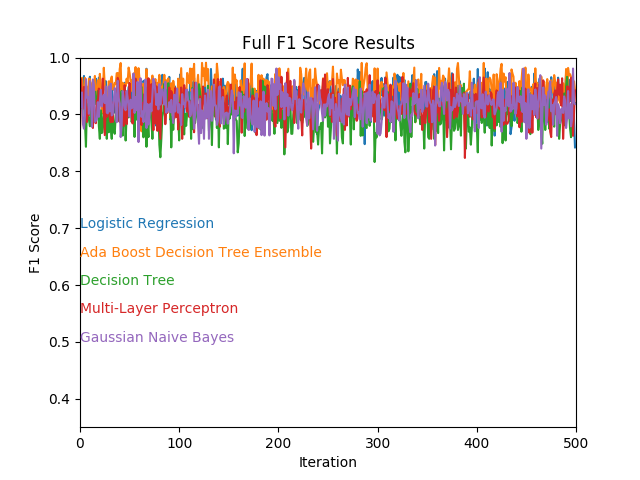 Full F1 Score Results
1.0
0.9
0.8
0.7
0.6
0.5
0.4
F1 Score
Logistic Regression
Ada Boost Decision Tree Ensemble
Decision Tree
Multi-Layer Perceptron
Gaussian Naive Bayes
0 100 200 300 400 500
Iteration